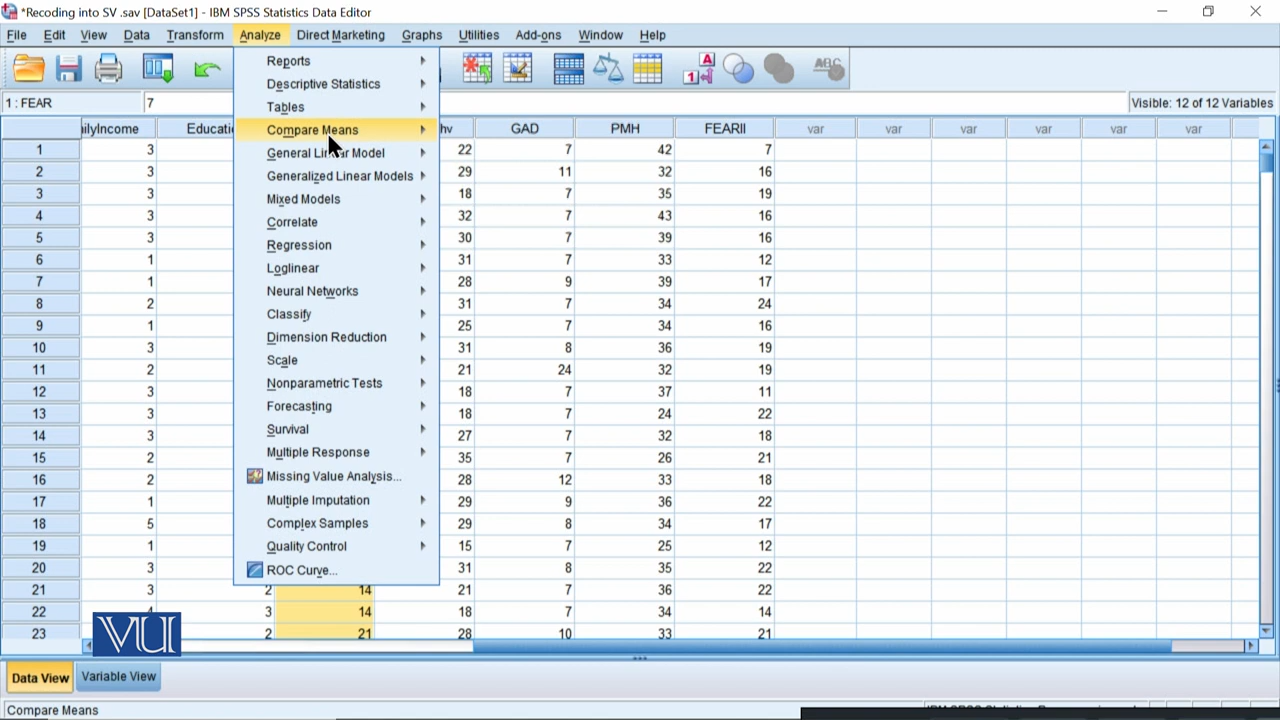 *Recoding into SV .sav [DataSet1] - IBM SPSS Statistics Data Editor
File Edit View Data Transform Analyze Direct Marketing Graphs Utilities Add-ons Window Help
1 : FEAR 7 Visible: 12 of 12 Variables
Reports
Descriptive Statistics
Tables
Compare Means
General Linear Model
Generalized Linear Models
Mixed Models
Correlate
Regression
Loglinear
Neural Networks
Classify
Dimension Reduction
Scale
Nonparametric Tests
Forecasting
Survival
Multiple Response
Missing Value Analysis...
Multiple Imputation
Complex Samples
Quality Control
ROC Curve...
ilyIncome Educati hv GAD PMH FEARII var var var var var var
1 3 22 7 42 7
2 3 29 11 32 16
3 3 18 7 35 19
4 3 32 7 43 16
5 3 30 7 39 16
6 1 31 7 33 12
7 1 28 9 39 17
8 2 31 7 34 24
9 1 25 7 34 16
10 3 31 8 36 19
11 2 21 24 32 19
12 3 18 7 37 11
13 3 18 7 24 22
14 3 27 7 32 18
15 2 35 7 26 21
16 2 28 12 33 18
17 1 29 9 36 22
18 5 29 8 34 17
19 1 15 7 25 12
20 3 31 8 35 22
21 3 2 14 21 7 36 22
22 3 14 18 7 34 14
23 2 21 28 10 33 21
VU
Data View Variable View
Compare Means